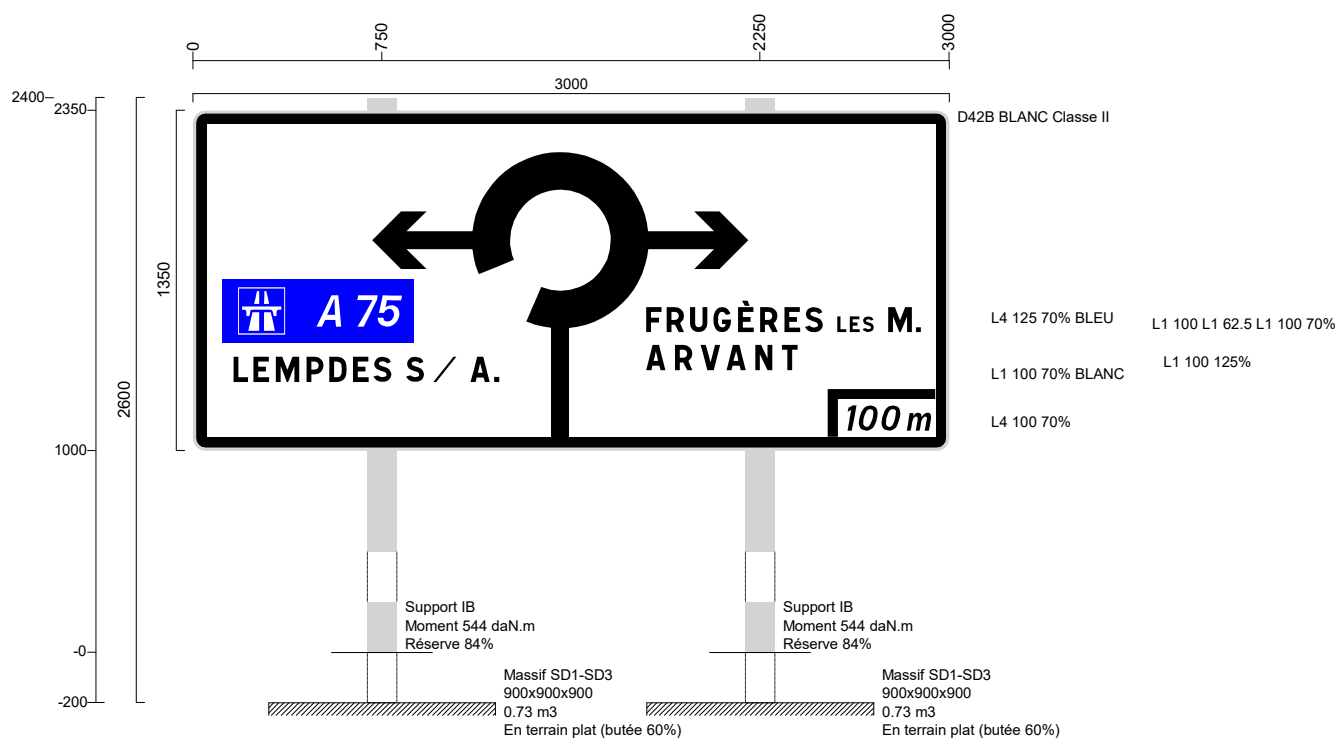 0
750
2250
3000
3000
2400
2350
D42B BLANC Classe II
1350
A 75
FRUGÈRES LES M.
L4 125 70% BLEU
L1 100 L1 62.5 L1 100 70%
LEMPDES S / A.
ARVANT
L1 100 125%
L1 100 70% BLANC
2600
100 m
L4 100 70%
1000
Support IB
Moment 544 daN.m
Réserve 84%
Support IB
Moment 544 daN.m
Réserve 84%
-0
Massif SD1-SD3
900x900x900
0.73 m3
En terrain plat (butée 60%)
Massif SD1-SD3
900x900x900
0.73 m3
En terrain plat (butée 60%)
-200